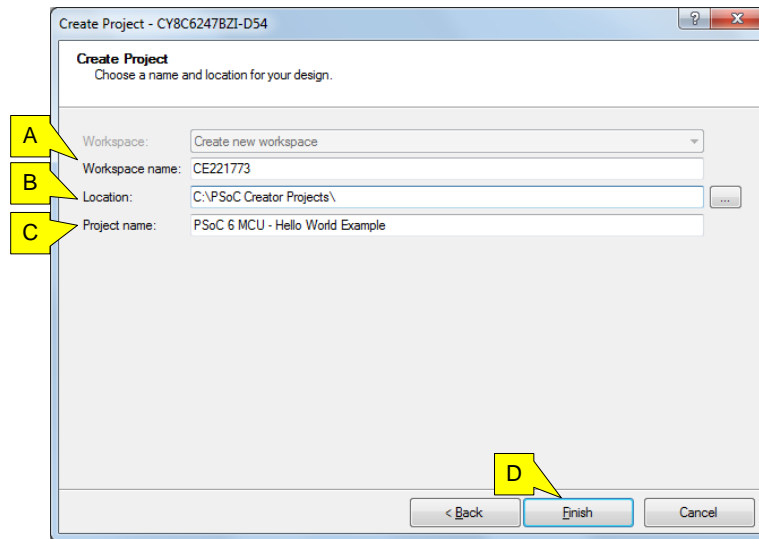 Create Project - CY8C6247BZI-D54
Create Project
Choose a name and location for your design.
A
Workspace: Create new workspace
Workspace name: CE221773
B
Location: C:\PSoC Creator Projects\ ...
C
Project name: PSoC 6 MCU - Hello World Example
D
< Back Finish Cancel